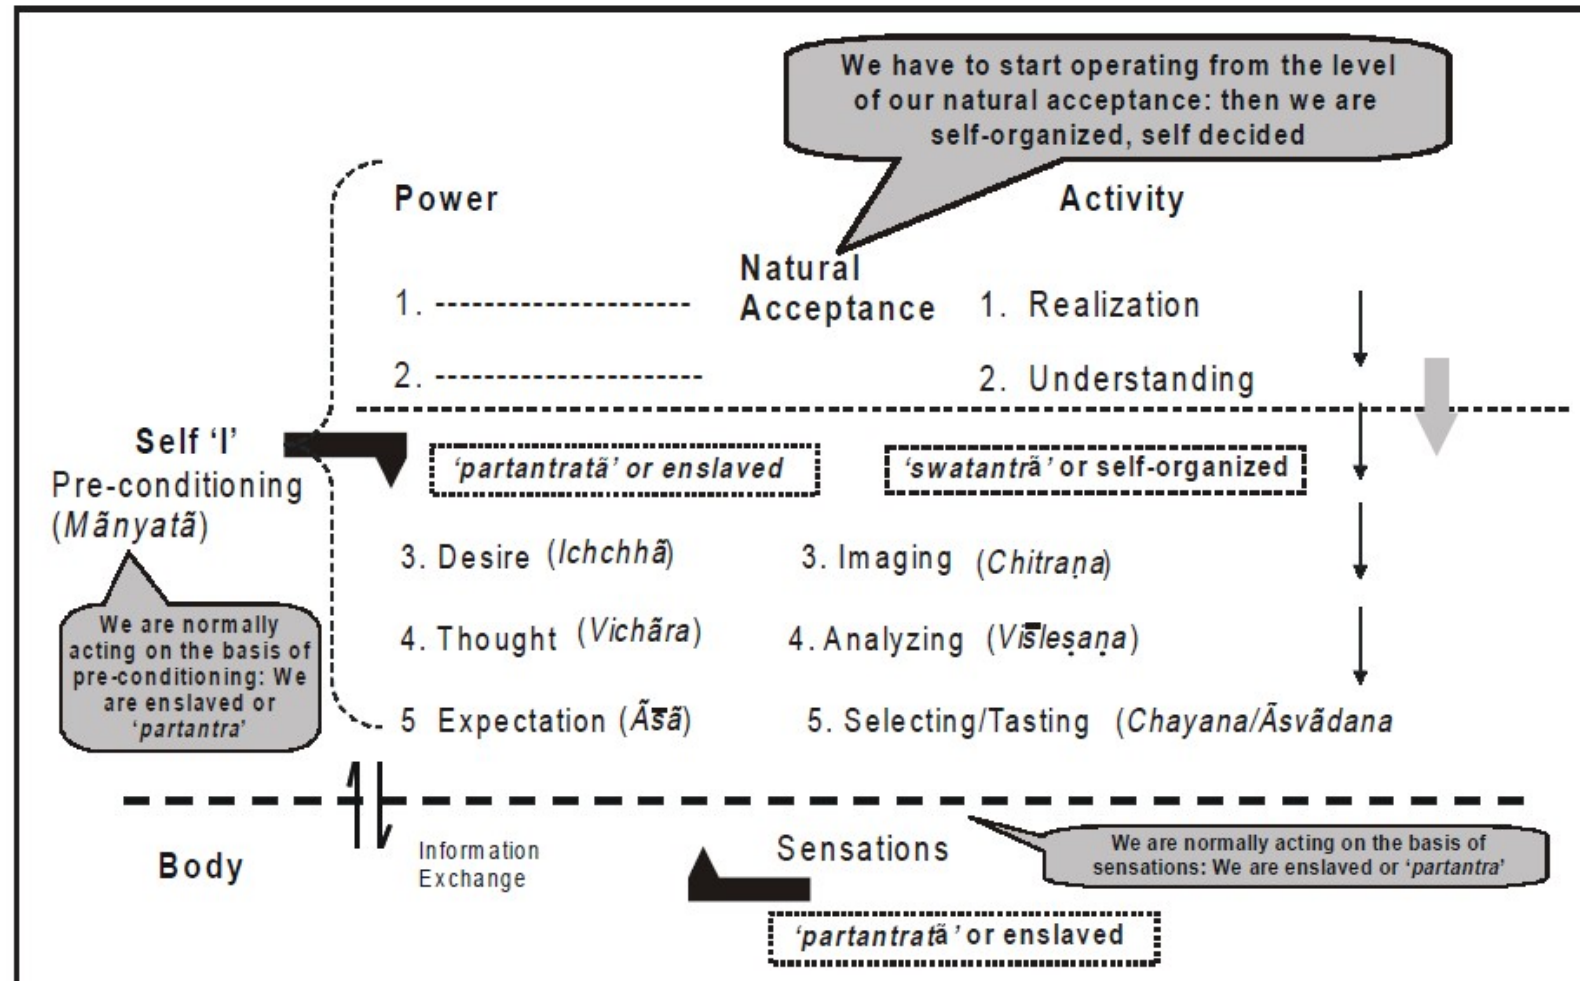 We have to start operating from the level
of our natural acceptance: then we are
self-organized, self decided
Power
Activity
Natural
Acceptance
1. ---------------------
1. Realization
2. ----------------------
2. Understanding
Self ‘I’
Pre-conditioning
(Mãnyatã)
‘partantratã’ or enslaved
‘swatantrã’ or self-organized
3. Desire (Ichchhã)
3. Imaging (Chitraṇa)
We are normally
acting on the basis of
pre-conditioning: We
are enslaved or
‘partantra’
4. Thought (Vichãra)
4. Analyzing (Vis̅leṣaṇa)
5 Expectation (Ãs̅ã)
5. Selecting/Tasting (Chayana/Ãsvãdana
Body
Information
Exchange
Sensations
We are normally acting on the basis of
sensations: We are enslaved or ‘partantra’
‘partantratã’ or enslaved